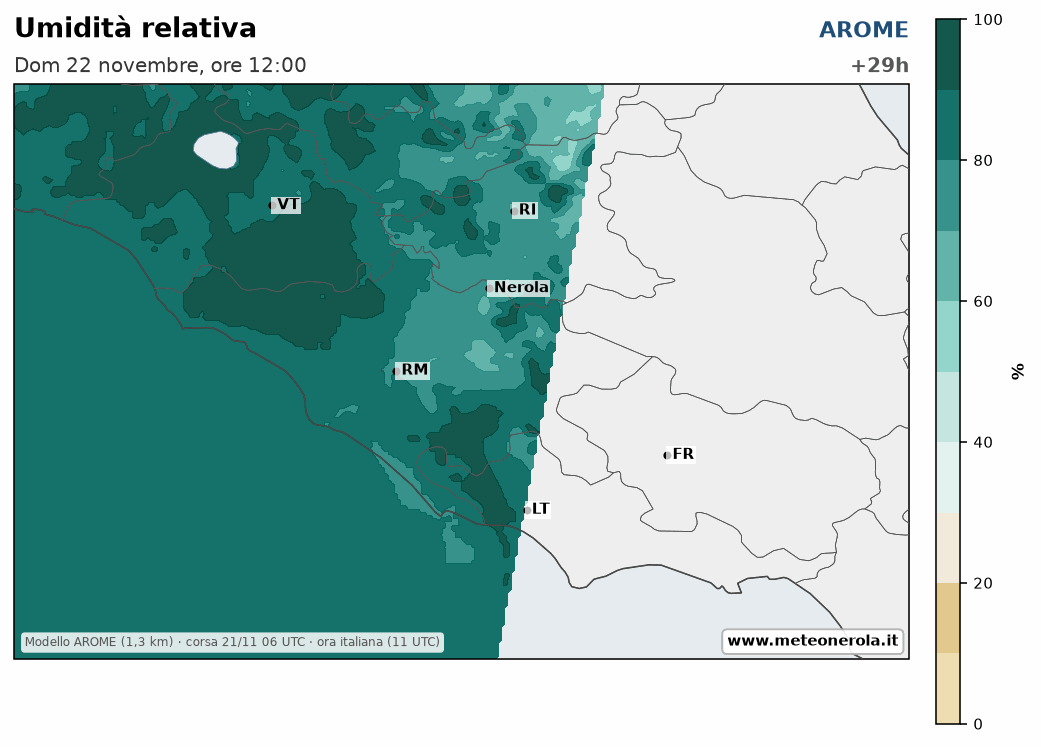 Umidità relativa
AROME
Dom 22 novembre, ore 12:00
+29h
VT
RI
Nerola
RM
FR
LT
Modello AROME (1,3 km) · corsa 21/11 06 UTC · ora italiana (11 UTC)
www.meteonerola.it
100
80
60
40
20
0
%